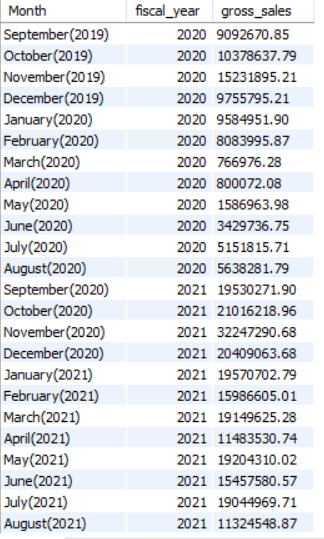 Month fiscal_year gross_sales
September(2019) 2020 9092670.85
October(2019) 2020 10378637.79
November(2019) 2020 15231895.21
December(2019) 2020 9755795.21
January(2020) 2020 9584951.90
February(2020) 2020 8083995.87
March(2020) 2020 766976.28
April(2020) 2020 800072.08
May(2020) 2020 1586963.98
June(2020) 2020 3429736.75
July(2020) 2020 5151815.71
August(2020) 2020 5638281.79
September(2020) 2021 19530271.90
October(2020) 2021 21016218.96
November(2020) 2021 32247290.68
December(2020) 2021 20409063.68
January(2021) 2021 19570702.79
February(2021) 2021 15986605.01
March(2021) 2021 19149625.28
April(2021) 2021 11483530.74
May(2021) 2021 19204310.02
June(2021) 2021 15457580.57
July(2021) 2021 19044969.71
August(2021) 2021 11324548.87